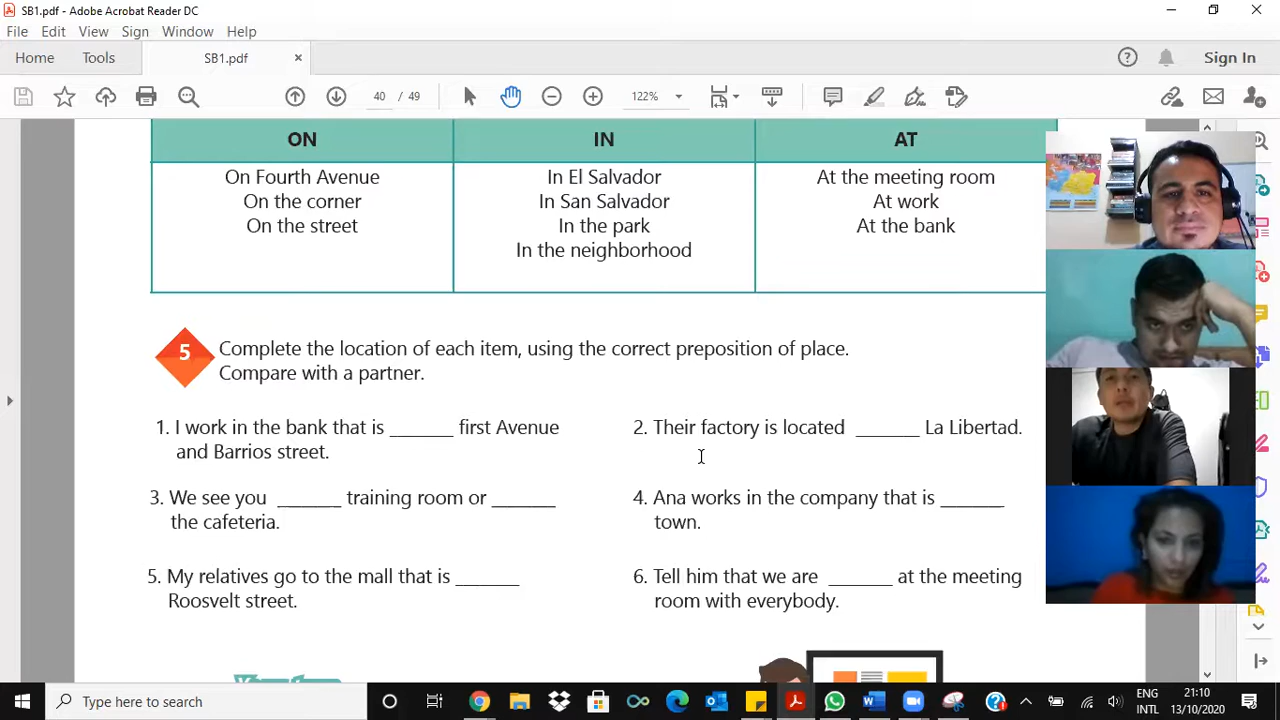 SB1.pdf - Adobe Acrobat Reader DC
File Edit View Sign Window Help
Home Tools SB1.pdf × Sign In
40 / 49 122%
ON IN AT
On Fourth Avenue
On the corner
On the street
In El Salvador
In San Salvador
In the park
In the neighborhood
At the meeting room
At work
At the bank
5 Complete the location of each item, using the correct preposition of place.
Compare with a partner.
1. I work in the bank that is _______ first Avenue
and Barrios street.
2. Their factory is located _______ La Libertad.
3. We see you _______ training room or _______
the cafeteria.
4. Ana works in the company that is _______
town.
5. My relatives go to the mall that is _______
Roosvelt street.
6. Tell him that we are _______ at the meeting
room with everybody.
Type here to search
ENG 21:10
INTL 13/10/2020